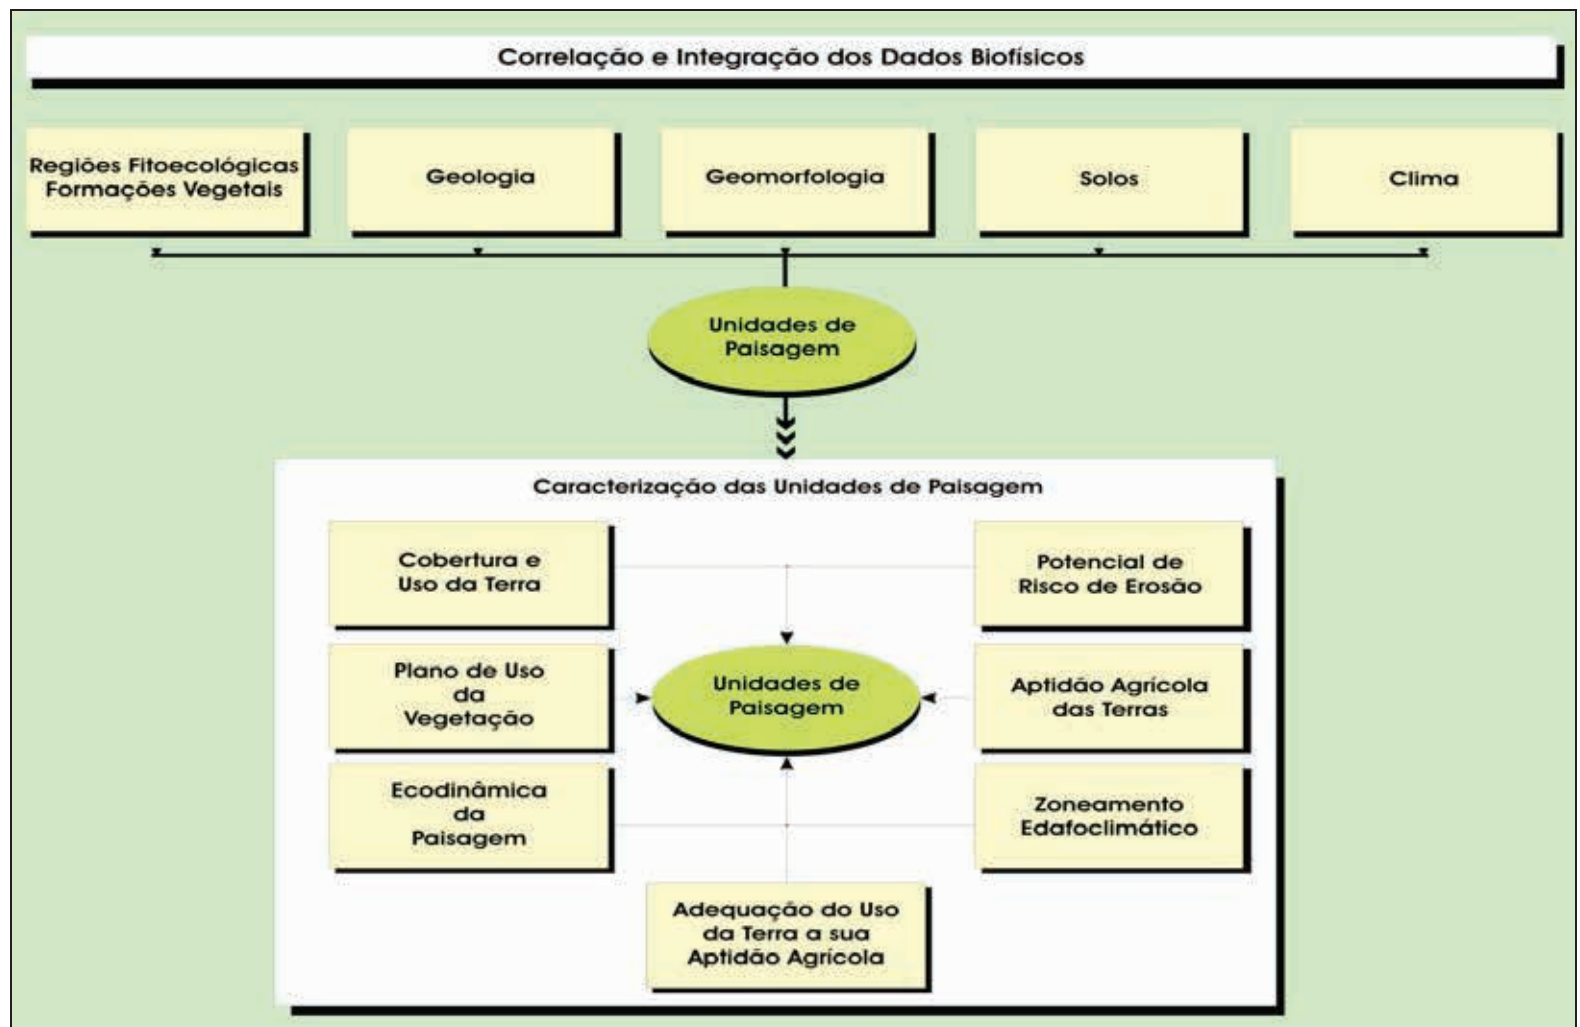 Correlação e Integração dos Dados Biofísicos
Regiões Fitoecológicas
Formações Vegetais
Geologia
Geomorfologia
Solos
Clima
Unidades de
Paisagem
Caracterização das Unidades de Paisagem
Cobertura e
Uso da Terra
Potencial de
Risco de Erosão
Plano de Uso
da
Vegetação
Unidades de
Paisagem
Aptidão Agrícola
das Terras
Ecodinâmica
da
Paisagem
Zoneamento
Edafoclimático
Adequação do Uso
da Terra a sua
Aptidão Agrícola